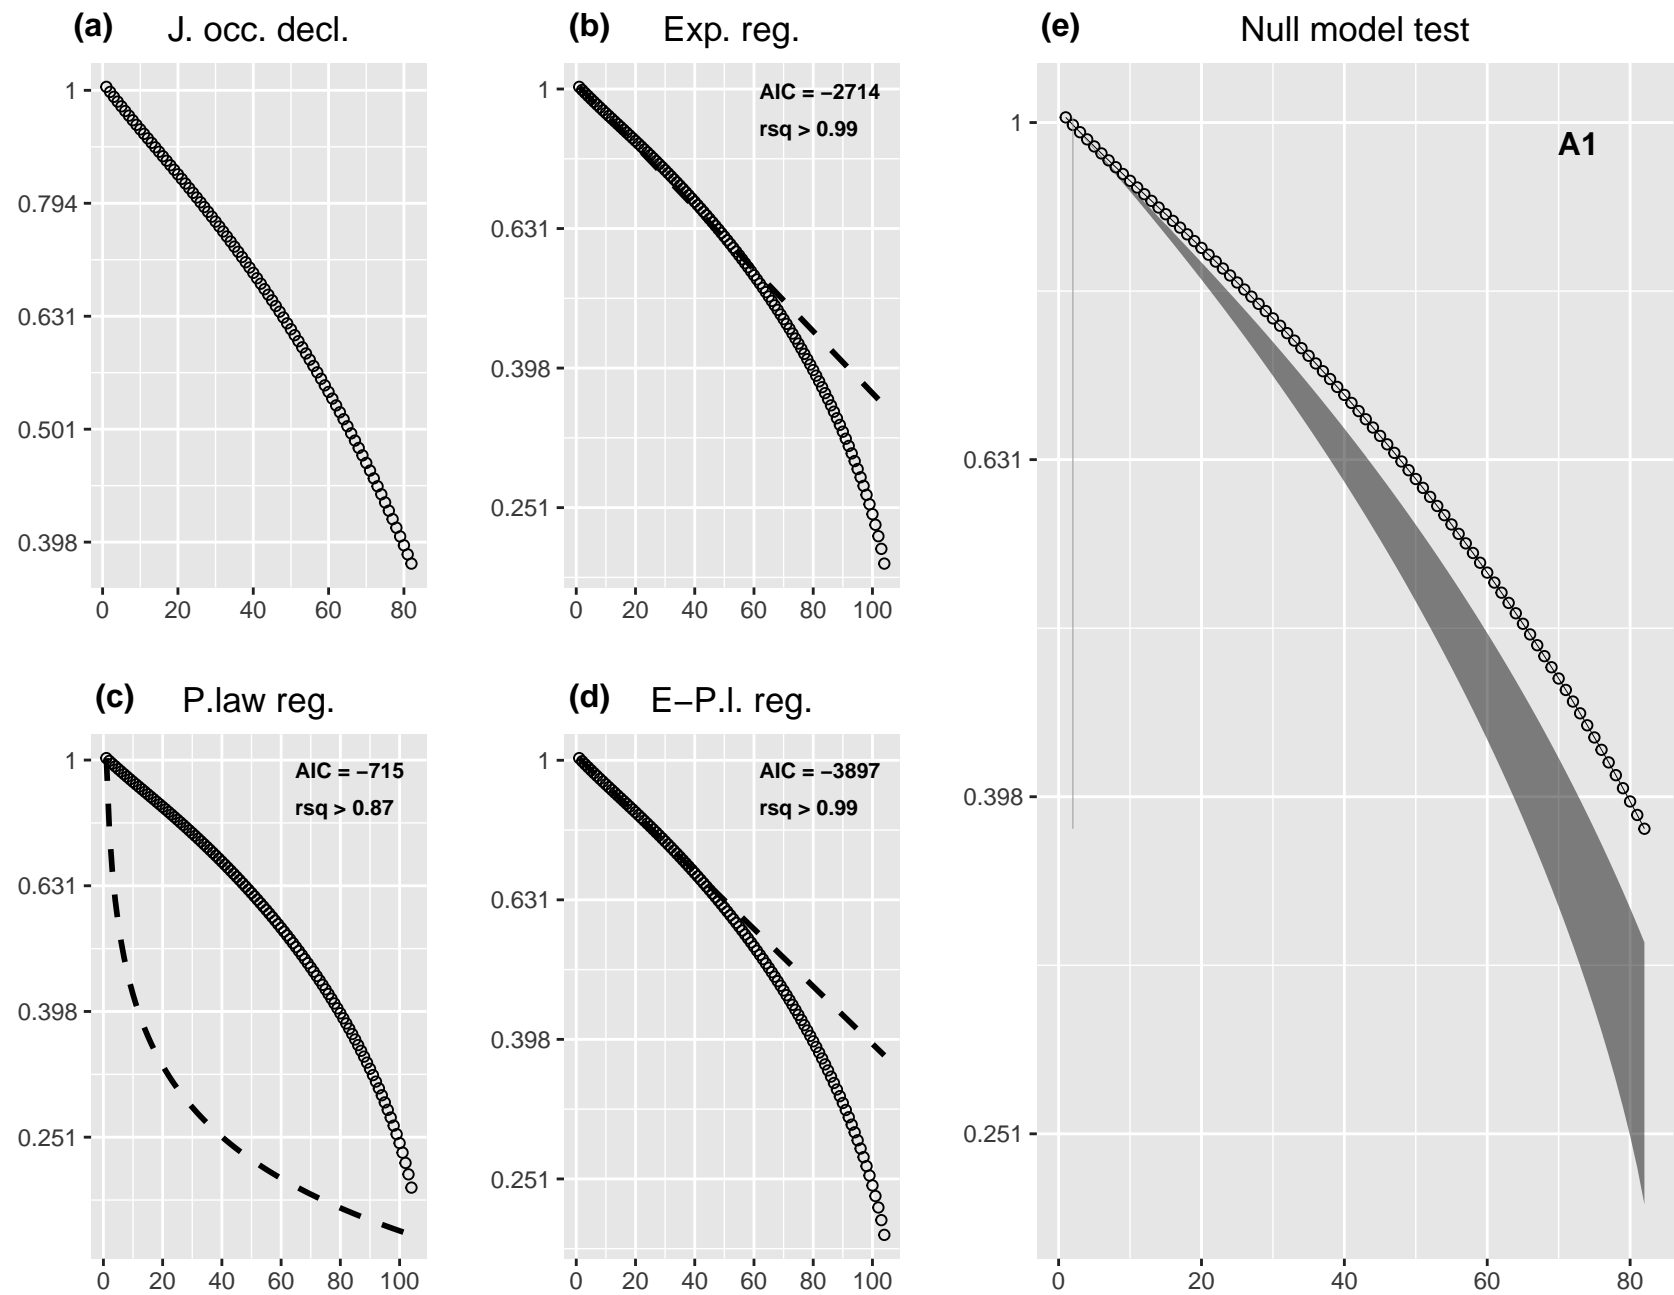 (a) J. occ. decl.
1
0.794
0.631
0.501
0.398
0 20 40 60 80
(b) Exp. reg.
AIC = −2714
rsq > 0.99
1
0.631
0.398
0.251
0 20 40 60 80 100
(c) P.law reg.
AIC = −715
rsq > 0.87
1
0.631
0.398
0.251
0 20 40 60 80 100
(d) E−P.l. reg.
AIC = −3897
rsq > 0.99
1
0.631
0.398
0.251
0 20 40 60 80 100
(e) Null model test
A1
1
0.631
0.398
0.251
0 20 40 60 80